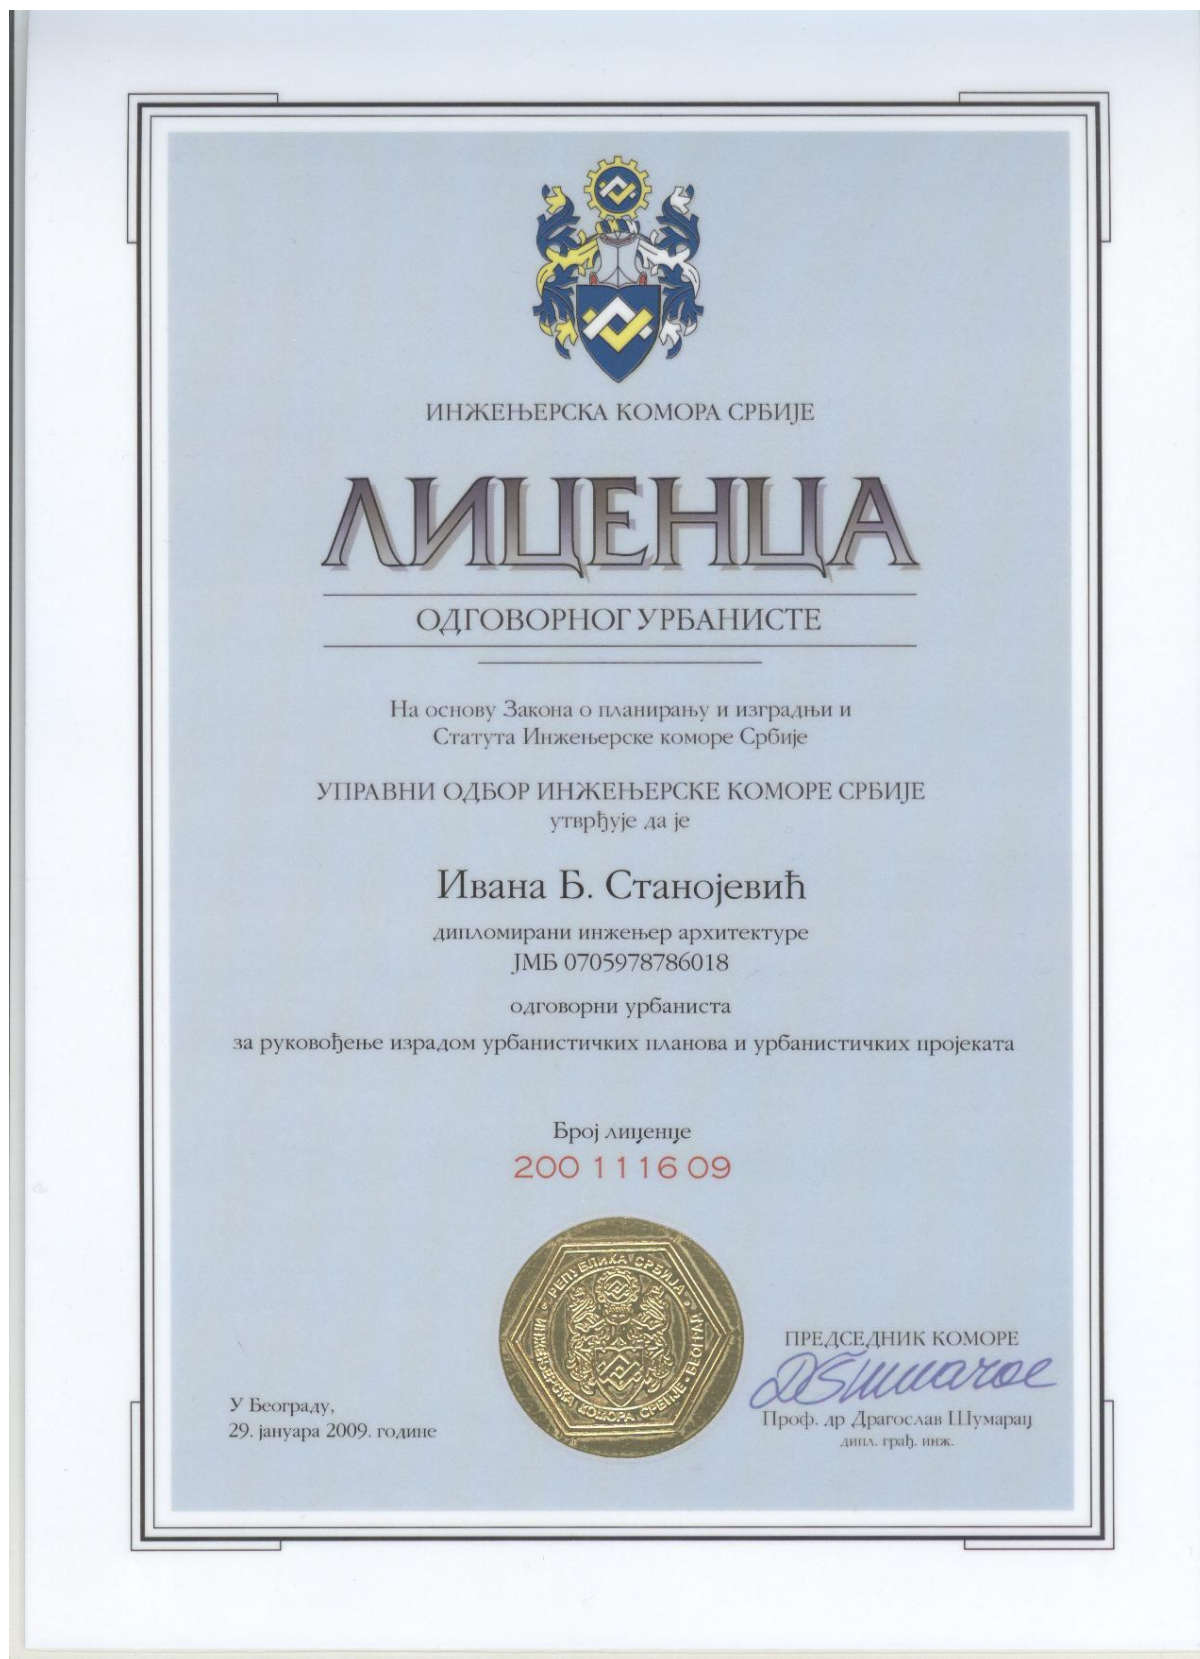 ИНЖЕЊЕРСКА КОМОРА СРБИЈЕ
ЛИЦЕНЦА
ОДГОВОРНОГ УРБАНИСТЕ
На основу Закона о планирању и изградњи и
Статута Инжењерске коморе Србије
УПРАВНИ ОДБОР ИНЖЕЊЕРСКЕ КОМОРЕ СРБИЈЕ
утврђује да је
Ивана Б. Станојевић
дипломирани инжењер архитектуре
ЈМБ 0705978786018
одговорни урбаниста
за руковођење израдом урбанистичких планова и урбанистичких пројеката
Број лиценце
200 1116 09
РЕПУБЛИКА СРБИЈА
ИНЖЕЊЕРСКА КОМОРА СРБИЈЕ • БЕОГРАД
ПРЕДСЕДНИК КОМОРЕ
Проф. др Драгослав Шумарац
дипл. грађ. инж.
У Београду,
29. јануара 2009. године